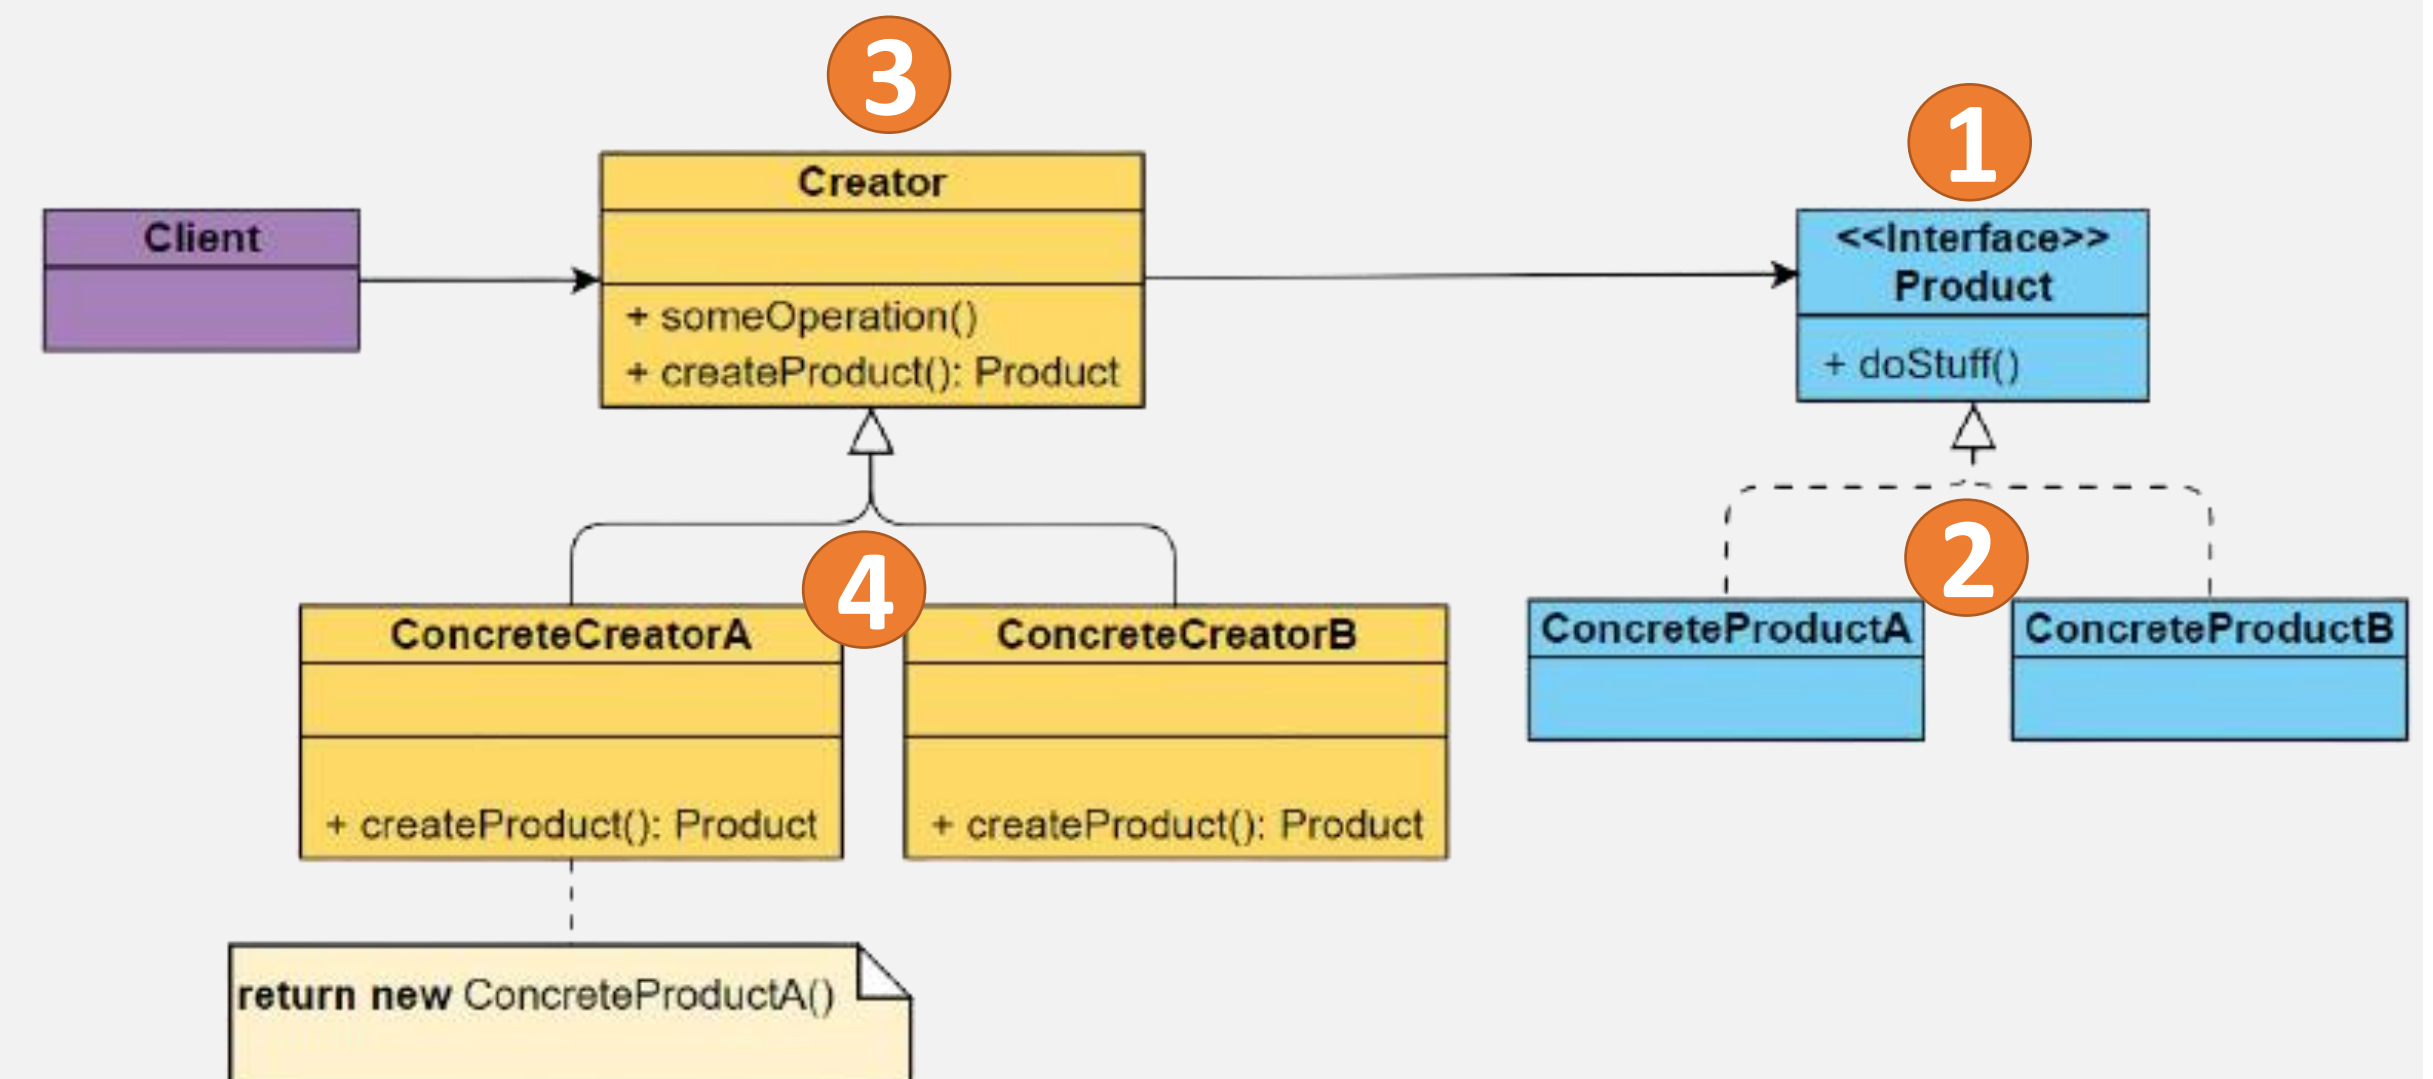 3
1
Client
Creator
+ someOperation()
+ createProduct(): Product
<<Interface>>
Product
+ doStuff()
4
2
ConcreteCreatorA
+ createProduct(): Product
ConcreteCreatorB
+ createProduct(): Product
ConcreteProductA
ConcreteProductB
return new ConcreteProductA()